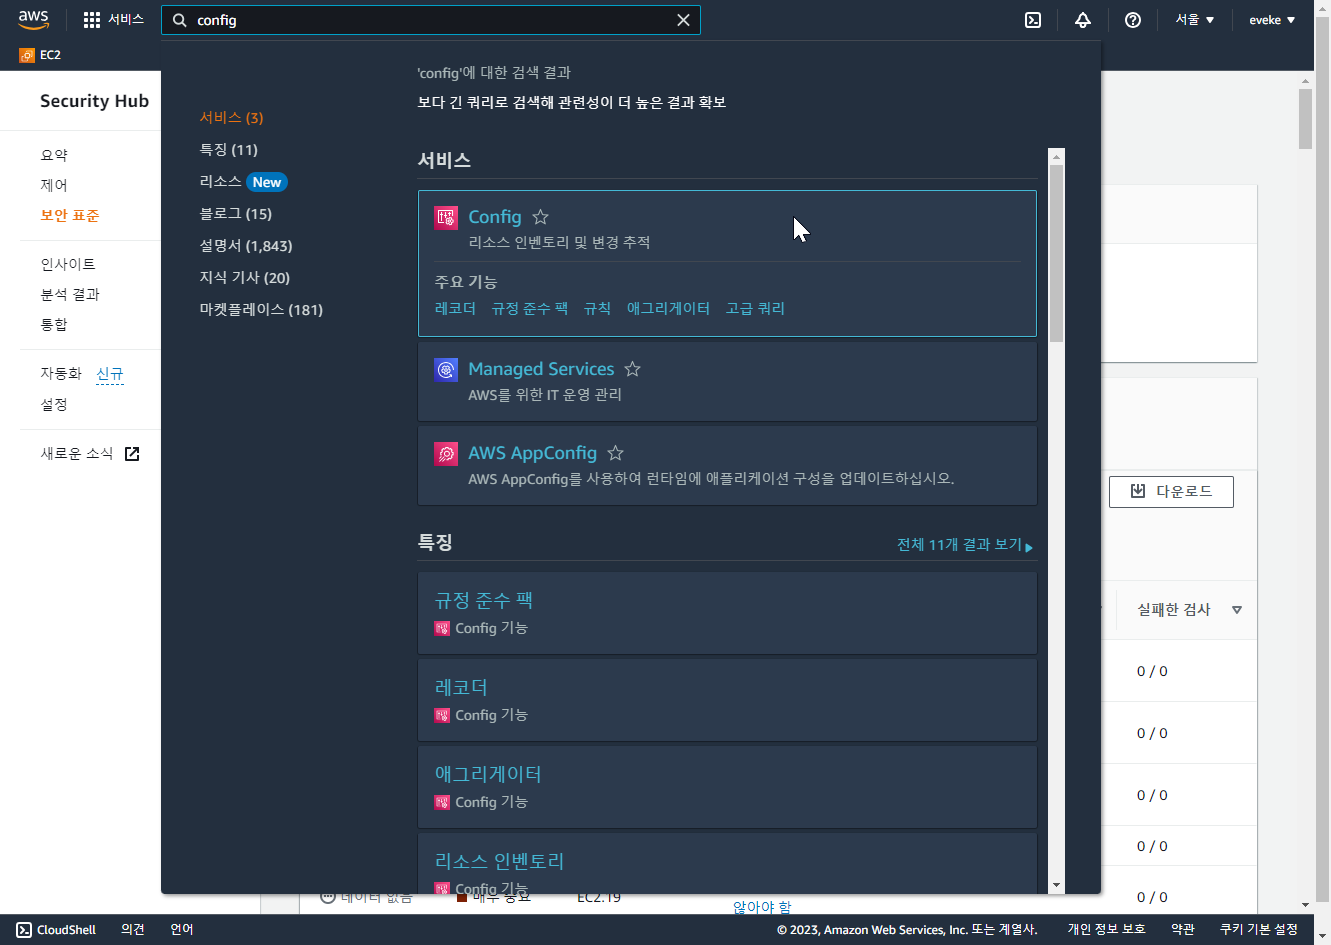 aws
서비스
config
서울 ▼
eveke ▼
EC2
Security Hub
요약
제어
보안 표준
인사이트
분석 결과
통합
자동화 신규
설정
새로운 소식
'config'에 대한 검색 결과
보다 긴 쿼리로 검색해 관련성이 더 높은 결과 확보
서비스 (3)
특징 (11)
리소스 New
블로그 (15)
설명서 (1,843)
지식 기사 (20)
마켓플레이스 (181)
서비스
Config
리소스 인벤토리 및 변경 추적
주요 기능
레코더 규정 준수 팩 규칙 애그리게이터 고급 쿼리
Managed Services
AWS를 위한 IT 운영 관리
AWS AppConfig
AWS AppConfig를 사용하여 런타임에 애플리케이션 구성을 업데이트하십시오.
특징
전체 11개 결과 보기
규정 준수 팩
Config 기능
레코더
Config 기능
애그리게이터
Config 기능
리소스 인벤토리
Config 기능
다운로드
실패한 검사
0 / 0
0 / 0
0 / 0
0 / 0
0 / 0
데이터 없음
매우 중요
EC2.19
않아야 함
CloudShell
의견
언어
© 2023, Amazon Web Services, Inc. 또는 계열사.
개인 정보 보호
약관
쿠키 기본 설정